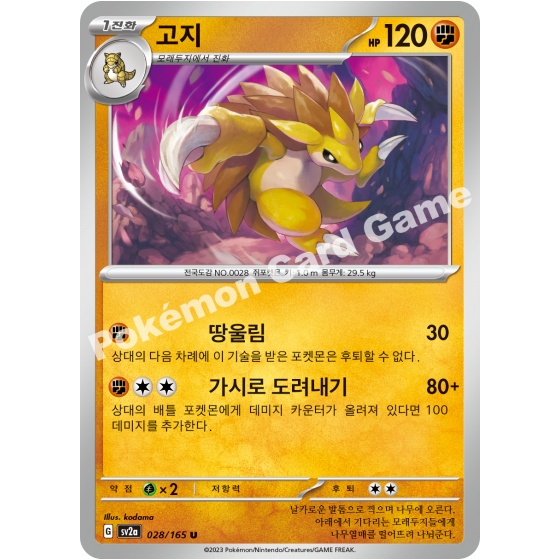 1진화
고지
HP 120
모래두지에서 진화
전국도감 NO.0028 쥐포켓몬 키: 1.0 m 몸무게: 29.5 kg
Pokémon Card Game
땅울림 30
상대의 다음 차례에 이 기술을 받은 포켓몬은 후퇴할 수 없다.
가시로 도려내기 80+
상대의 배틀 포켓몬에게 데미지 카운터가 올려져 있다면 100
데미지를 추가한다.
약점 ×2 저항력 후퇴
Illus. kodama
날카로운 발톱으로 찍으며 나무에 오른다.
아래에서 기다리는 모래두지들에게
나무열매를 떨어뜨려 나눠준다.
G sv2a 028/165 U
©2023 Pokémon/Nintendo/Creatures/GAME FREAK.